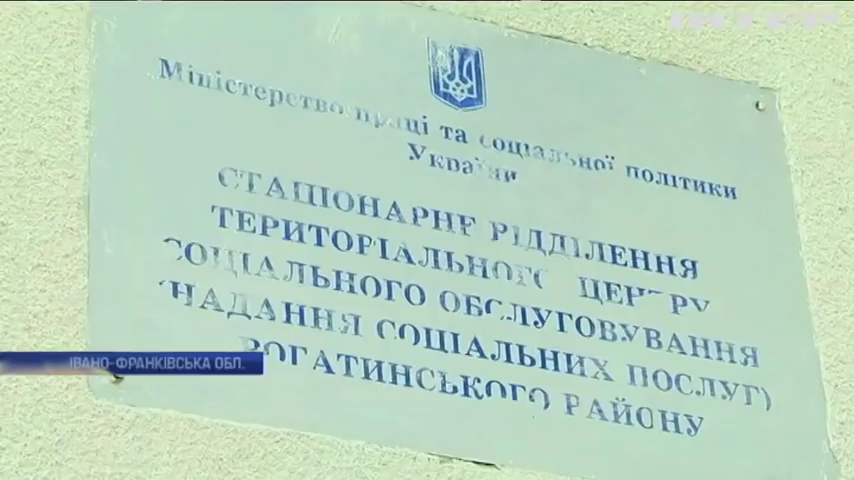 Міністерство праці та соціальної політики
України
СТАЦІОНАРНЕ ВІДДІЛЕННЯ
ТЕРИТОРІАЛЬНОГО ЦЕНТРУ
СОЦІАЛЬНОГО ОБСЛУГОВУВАННЯ
(НАДАННЯ СОЦІАЛЬНИХ ПОСЛУГ)
РОГАТИНСЬКОГО РАЙОНУ
ІВАНО-ФРАНКІВСЬКА ОБЛ.